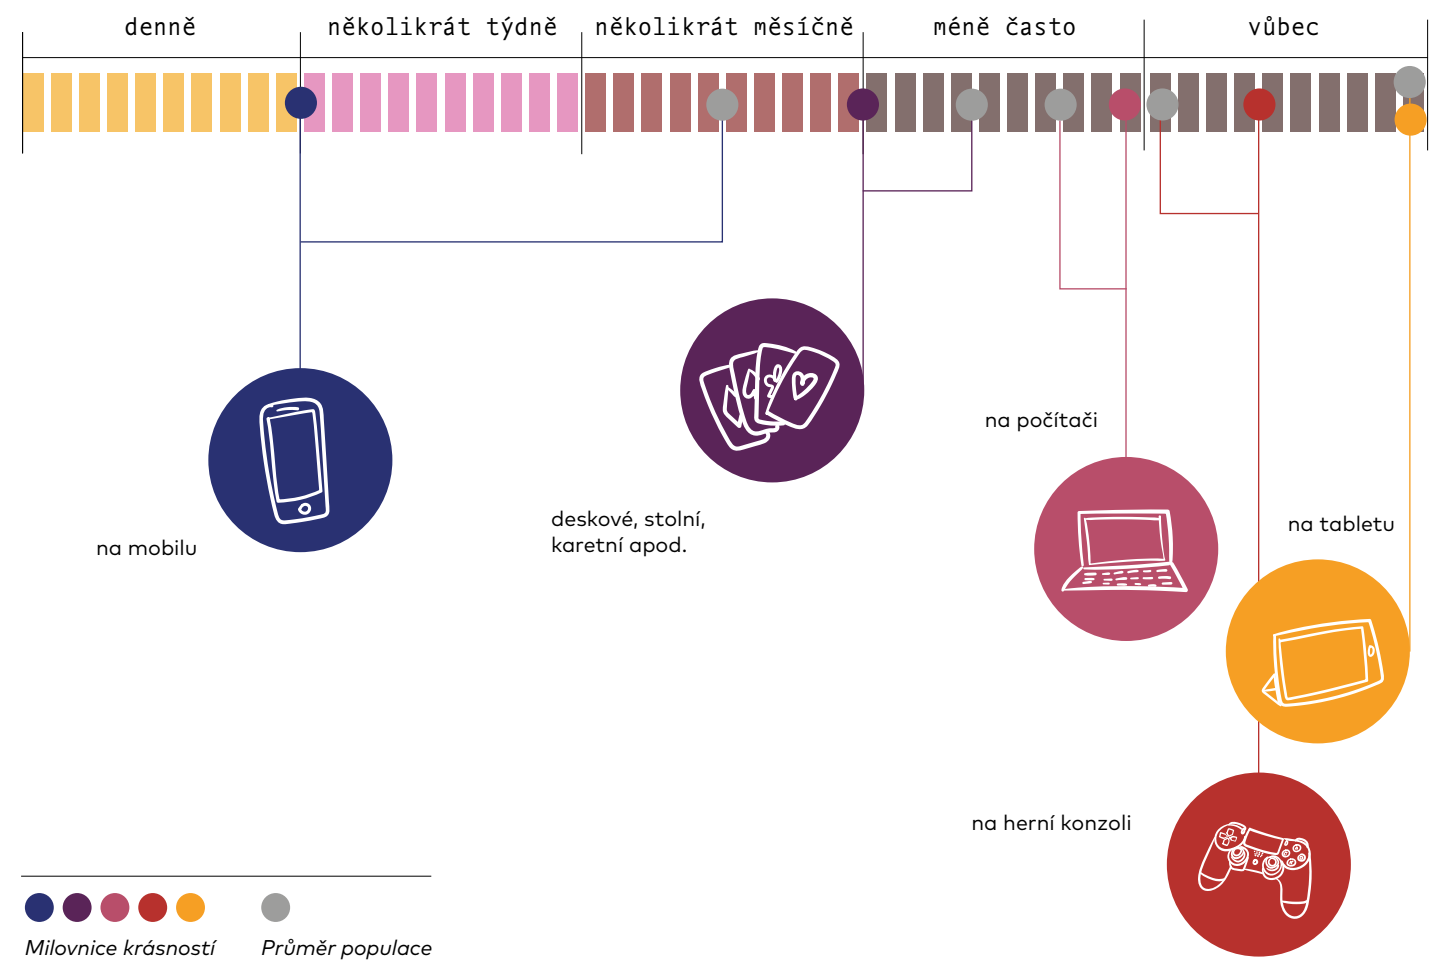 denně
několikrát týdně
několikrát měsíčně
méně často
vůbec
na počítači
deskové, stolní,
karetní apod.
na tabletu
na mobilu
na herní konzoli
Milovnice krásností
Průměr populace